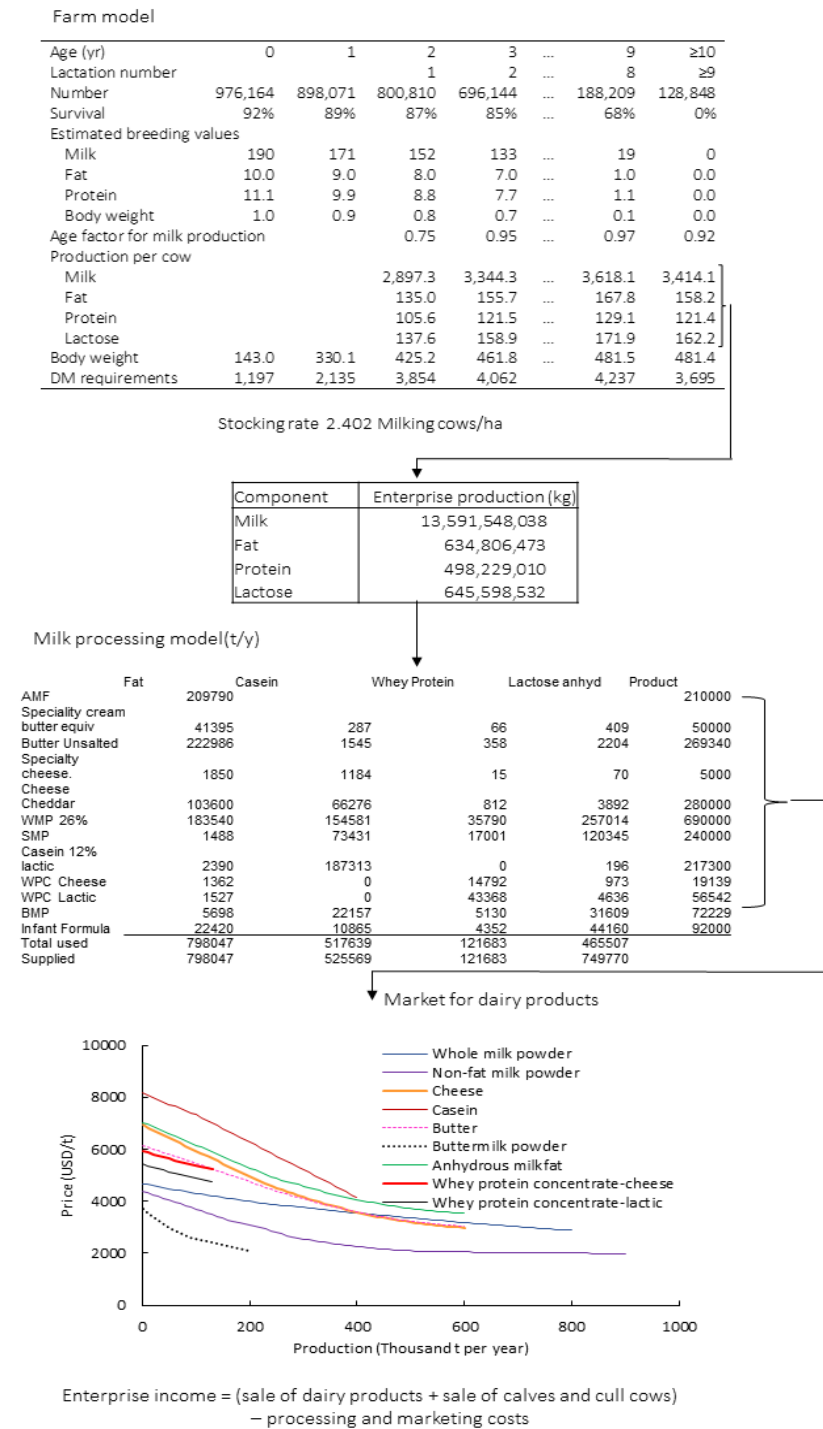 Farm model
Age (yr) 0 1 2 3 ... 9 ≥10
Lactation number 1 2 8 ≥9
Number 976,164 898,071 800,810 696,144 ... 188,209 128,848
Survival 92% 89% 87% 85% ... 68% 0%
Estimated breeding values
Milk 190 171 152 133 ... 19 0
Fat 10.0 9.0 8.0 7.0 ... 1.0 0.0
Protein 11.1 9.9 8.8 7.7 ... 1.1 0.0
Body weight 1.0 0.9 0.8 0.7 ... 0.1 0.0
Age factor for milk production 0.75 0.95 ... 0.97 0.92
Production per cow
Milk 2,897.3 3,344.3 ... 3,618.1 3,414.1
Fat 135.0 155.7 ... 167.8 158.2
Protein 105.6 121.5 ... 129.1 121.4
Lactose 137.6 158.9 ... 171.9 162.2
Body weight 143.0 330.1 425.2 461.8 ... 481.5 481.4
DM requirements 1,197 2,135 3,854 4,062 4,237 3,695
Stocking rate 2.402 Milking cows/ha
Component Enterprise production (kg)
Milk 13,591,548,038
Fat 634,806,473
Protein 498,229,010
Lactose 645,598,532
Milk processing model(t/y)
Fat Casein Whey Protein Lactose anhyd Product
AMF 209790 210000
Speciality cream
butter equiv 41395 287 66 409 50000
Butter Unsalted 222986 1545 358 2204 269340
Specialty
cheese. 1850 1184 15 70 5000
Cheese
Cheddar 103600 66276 812 3892 280000
WMP 26% 183540 154581 35790 257014 690000
SMP 1488 73431 17001 120345 240000
Casein 12%
lactic 2390 187313 0 196 217300
WPC Cheese 1362 0 14792 973 19139
WPC Lactic 1527 0 43368 4636 56542
BMP 5698 22157 5130 31609 72229
Infant Formula 22420 10865 4352 44160 92000
Total used 798047 517639 121683 465507
Supplied 798047 525569 121683 749770
Market for dairy products
Price (USD/t)
10000
8000
6000
4000
2000
0
Whole milk powder
Non-fat milk powder
Cheese
Casein
Butter
Buttermilk powder
Anhydrous milkfat
Whey protein concentrate-cheese
Whey protein concentrate-lactic
0 200 400 600 800 1000
Production (Thousand t per year)
Enterprise income = (sale of dairy products + sale of calves and cull cows)
– processing and marketing costs